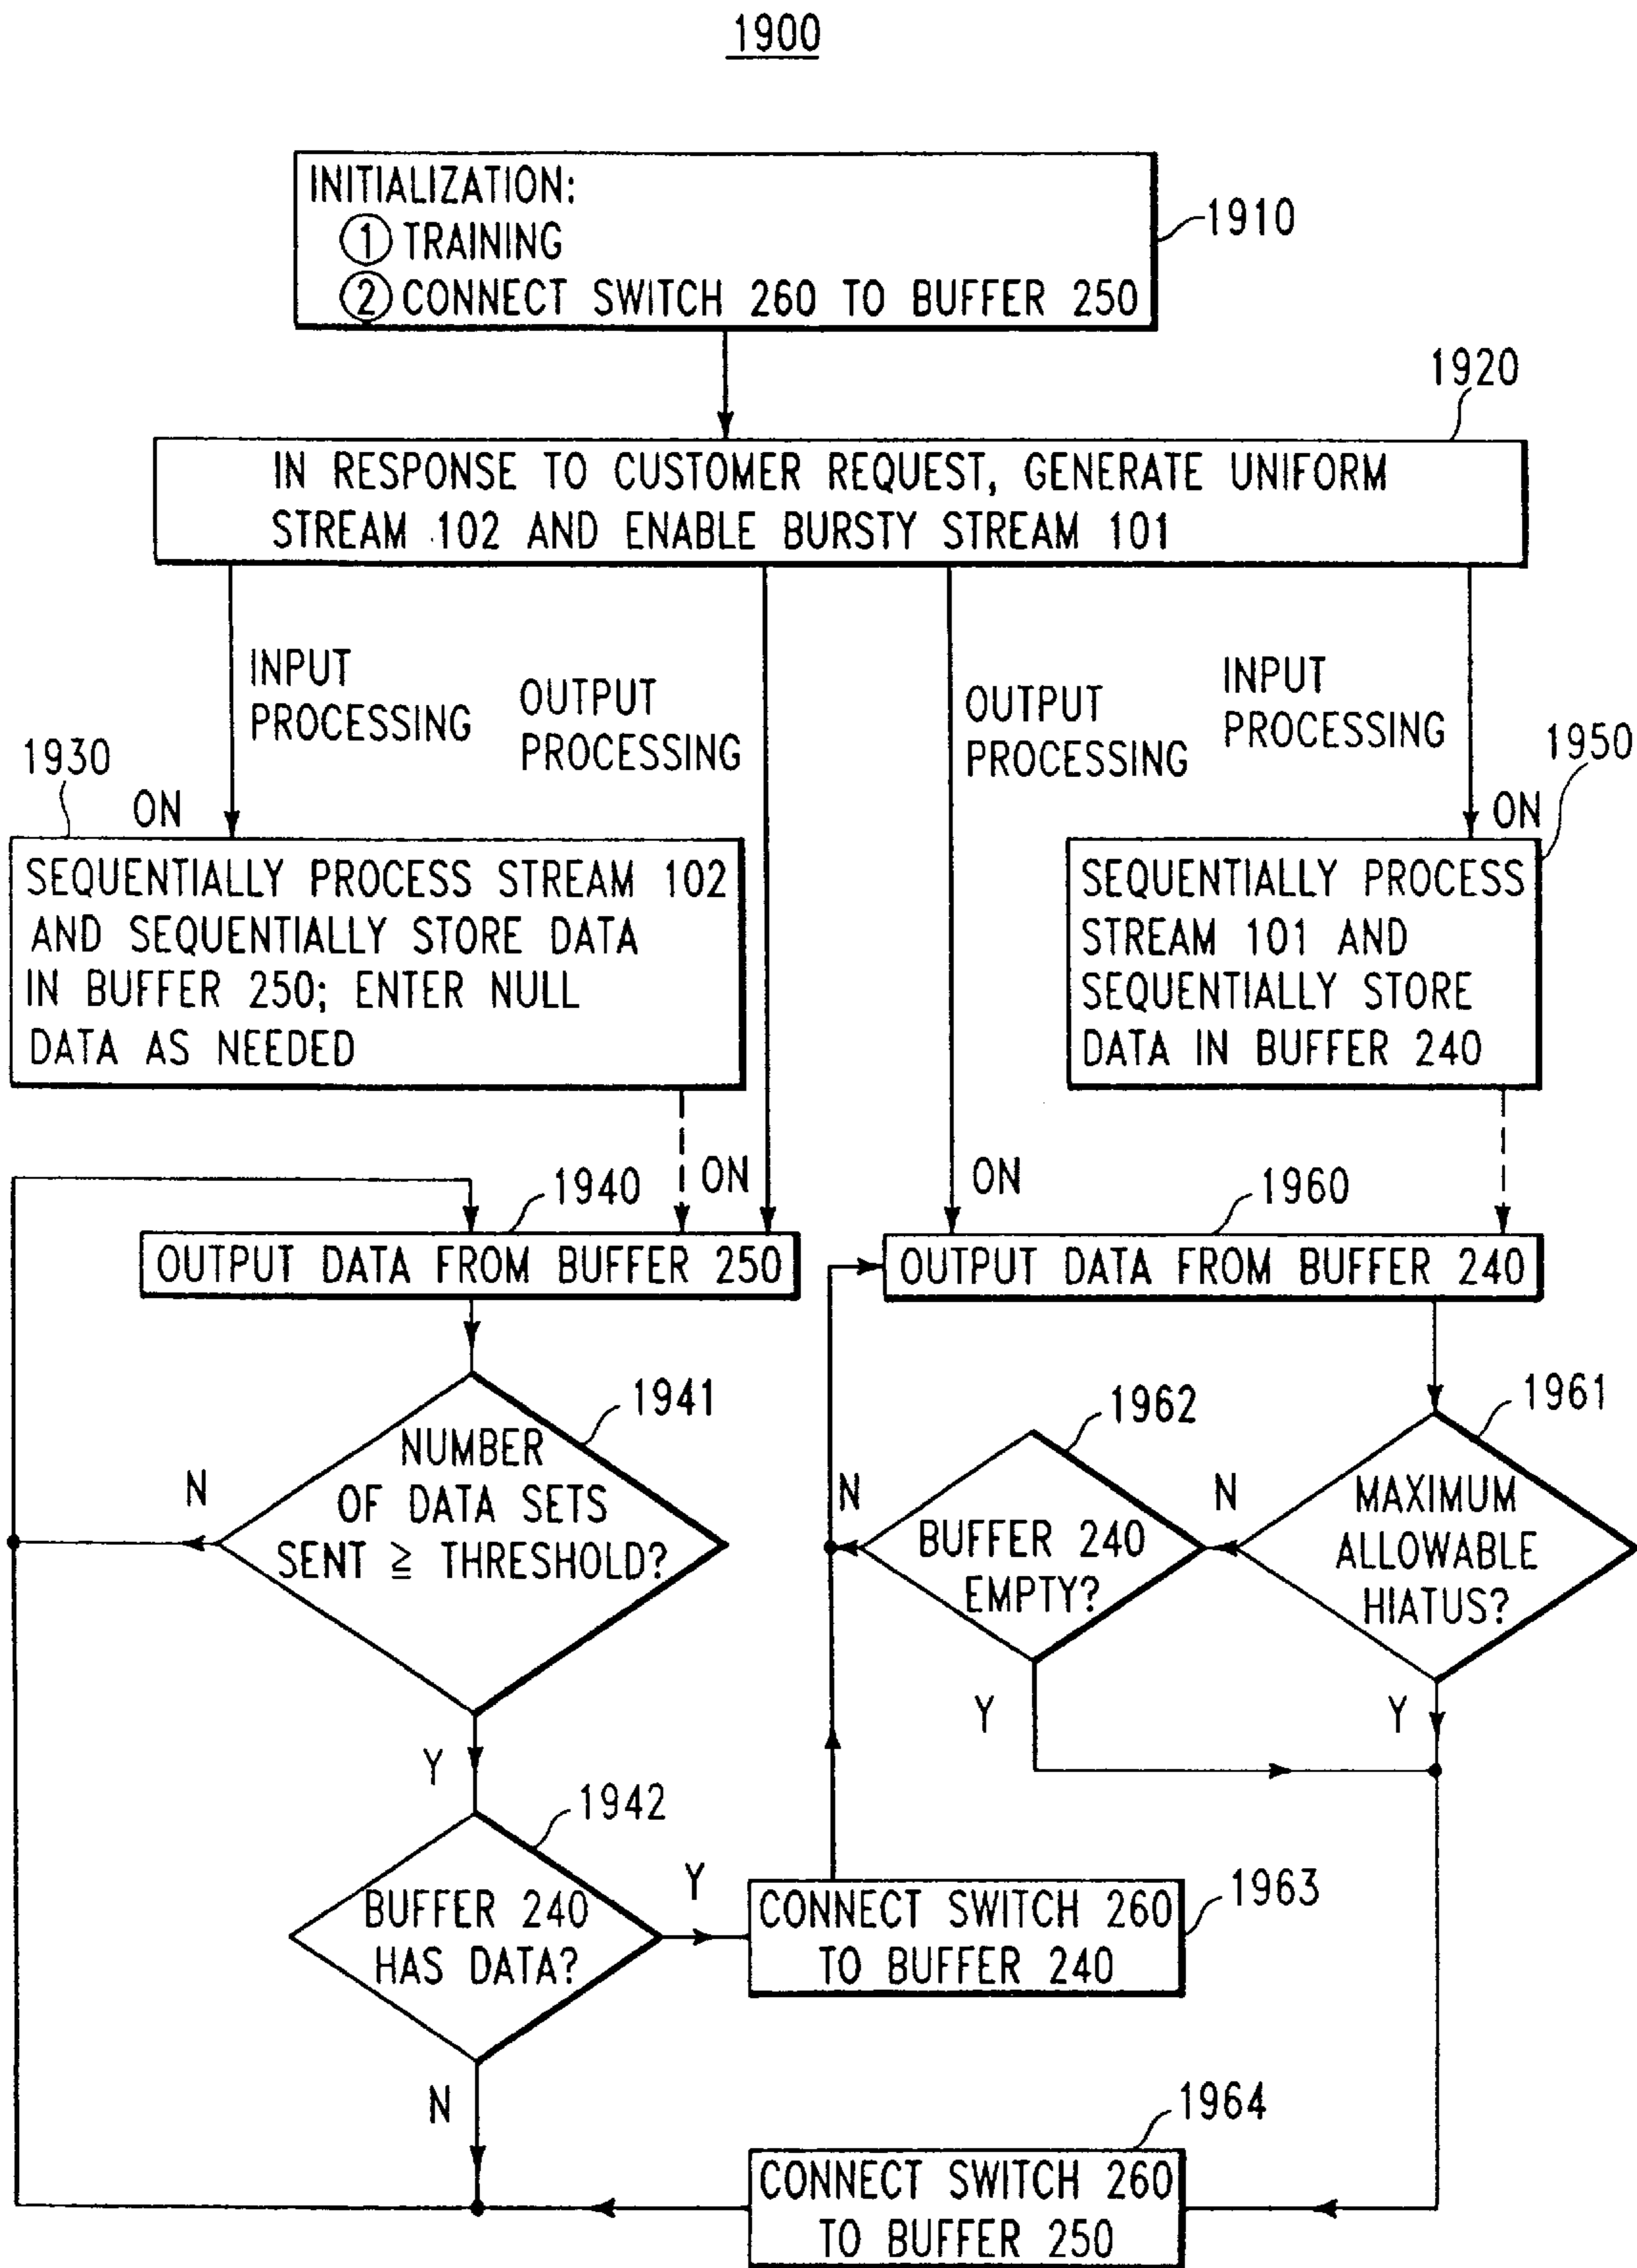 1900
INITIALIZATION:
① TRAINING
② CONNECT SWITCH 260 TO BUFFER 250
1910
1920
IN RESPONSE TO CUSTOMER REQUEST, GENERATE UNIFORM
STREAM 102 AND ENABLE BURSTY STREAM 101
INPUT
PROCESSING
OUTPUT
PROCESSING
OUTPUT
PROCESSING
INPUT
PROCESSING
1930
ON
1950
ON
SEQUENTIALLY PROCESS STREAM 102
AND SEQUENTIALLY STORE DATA
IN BUFFER 250; ENTER NULL
DATA AS NEEDED
SEQUENTIALLY PROCESS
STREAM 101 AND
SEQUENTIALLY STORE
DATA IN BUFFER 240
1940
ON
ON
1960
OUTPUT DATA FROM BUFFER 250
OUTPUT DATA FROM BUFFER 240
1941
NUMBER
OF DATA SETS
SENT ≧ THRESHOLD?
N
Y
1962
BUFFER 240
EMPTY?
N
Y
1961
MAXIMUM
ALLOWABLE
HIATUS?
N
Y
1942
BUFFER 240
HAS DATA?
Y
N
1963
CONNECT SWITCH 260
TO BUFFER 240
1964
CONNECT SWITCH 260
TO BUFFER 250